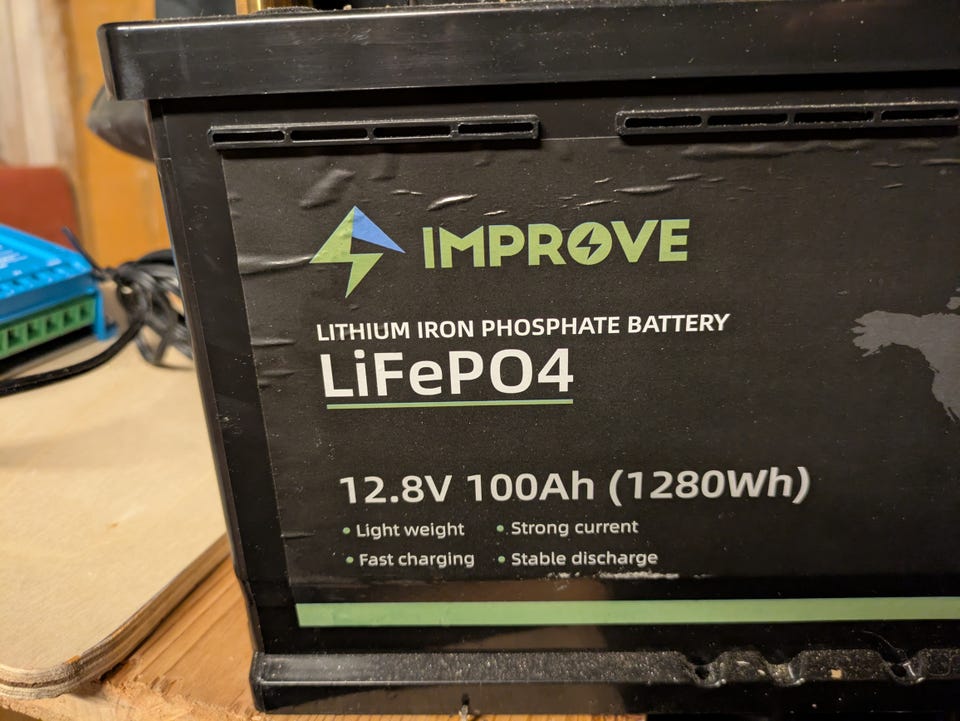 IMPROVE
LITHIUM IRON PHOSPHATE BATTERY
LiFePO4
12.8V 100Ah (1280Wh)
• Light weight • Strong current
• Fast charging • Stable discharge